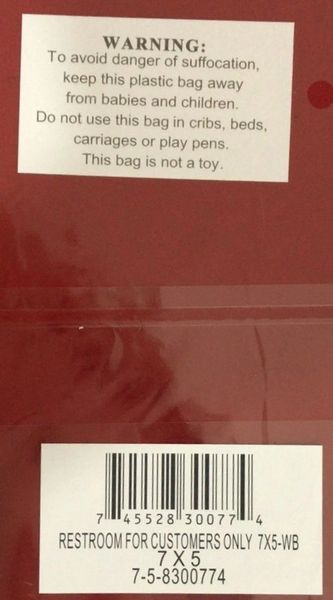 WARNING:
To avoid danger of suffocation,
keep this plastic bag away
from babies and children.
Do not use this bag in cribs, beds,
carriages or play pens.
This bag is not a toy.
7 45528 30077 4
RESTROOM FOR CUSTOMERS ONLY 7X5-WB
7 X 5
7-5-8300774